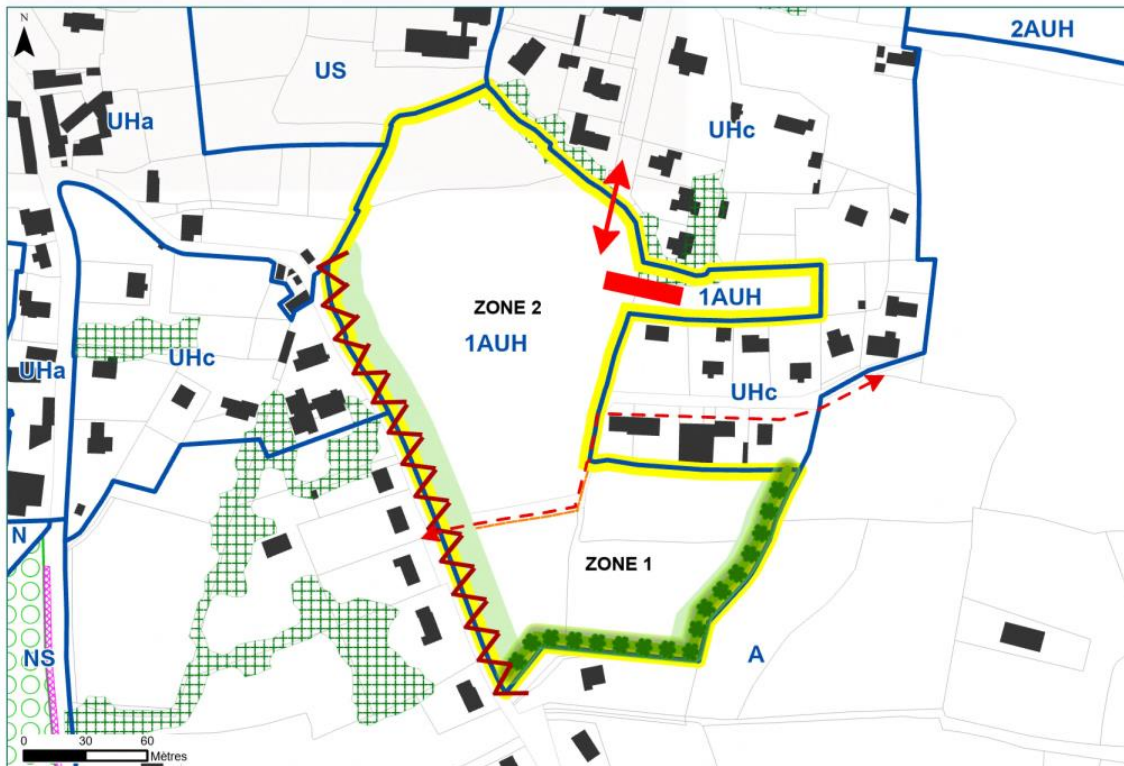 N
2AUH
US
UHa
UHc
ZONE 2
1AUH
1AUH
UHa
UHc
UHc
N
ZONE 1
NS
A
0 30 60
Mètres